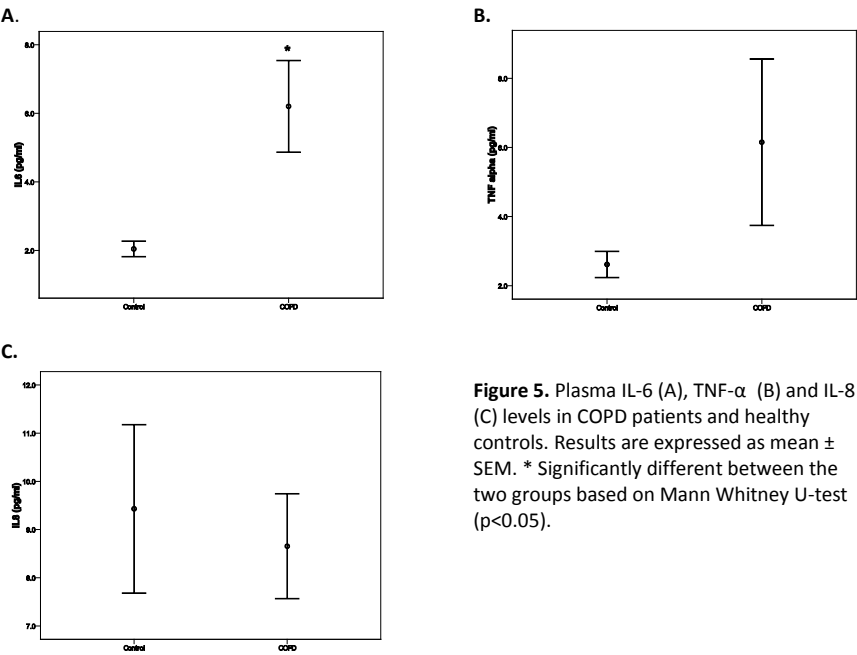 A.
8.0
*
6.0
4.0
2.0
IL6 (pg/ml)
Control COPD
B.
8.0
6.0
4.0
2.0
TNF alpha (pg/ml)
Control COPD
C.
12.0
11.0
10.0
9.0
8.0
7.0
IL8 (pg/ml)
Control COPD
Figure 5. Plasma IL-6 (A), TNF-α (B) and IL-8
(C) levels in COPD patients and healthy
controls. Results are expressed as mean ±
SEM. * Significantly different between the
two groups based on Mann Whitney U-test
(p<0.05).